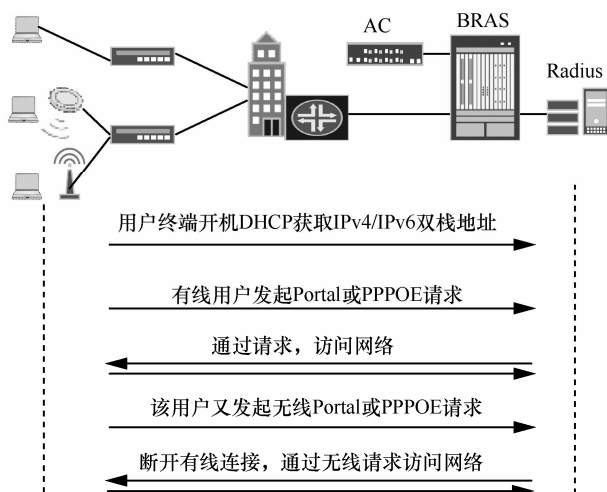 AC
BRAS
Radius
用户终端开机DHCP获取IPv4/IPv6双栈地址
有线用户发起Portal或PPPOE请求
通过请求，访问网络
该用户又发起无线Portal或PPPOE请求
断开有线连接，通过无线请求访问网络